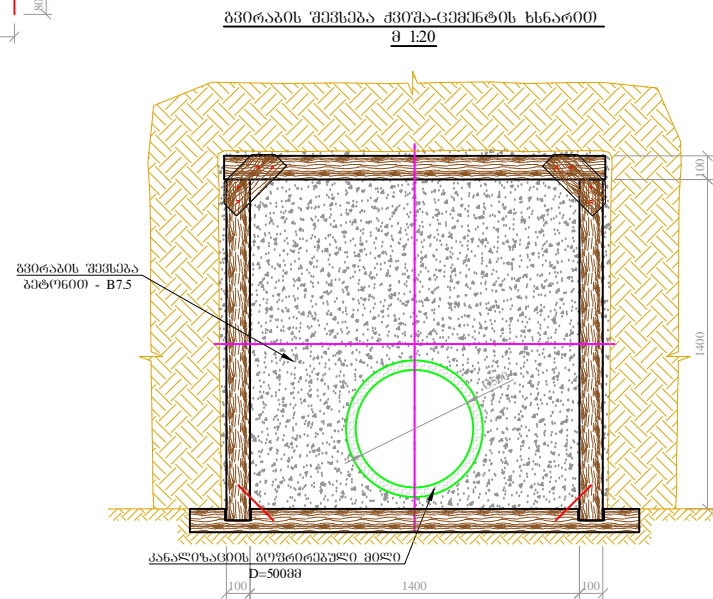 80
გვირაბის შევსება ქვიშა-ცემენტის ხსნარით
მ 1:20
100
გვირაბის შევსება
ბეტონით - B7.5
1400
კანალიზაციის გოფრირებული მილი
D=500მმ
100
1400
100